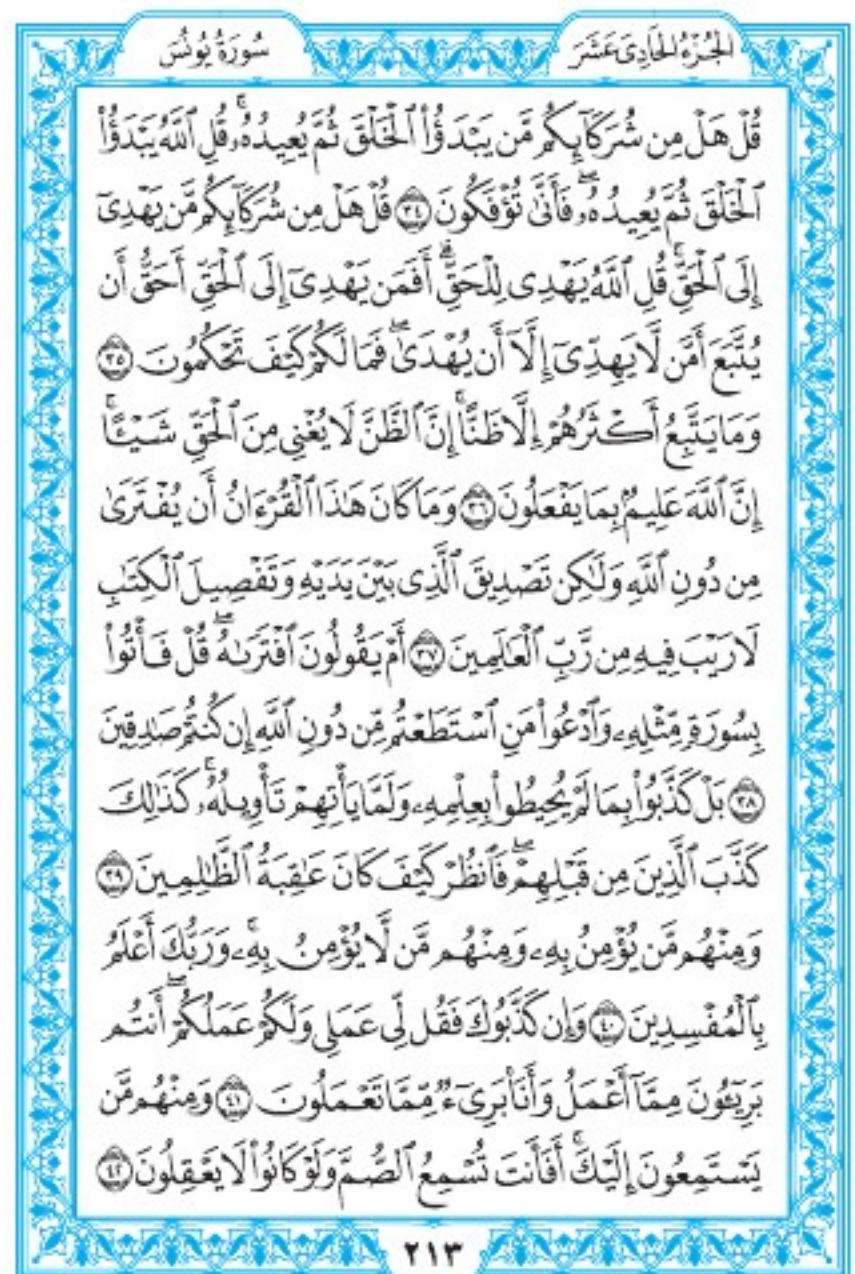 الجُزْءُ الحَادِيَ عَشَرَ
سُورَةُ يُونُسَ
قُلْ هَلْ مِن شُرَكَآئِكُم مَّن يَبْدَؤُا۟ ٱلْخَلْقَ ثُمَّ يُعِيدُهُۥ ۚ قُلِ ٱللَّهُ يَبْدَؤُا۟
ٱلْخَلْقَ ثُمَّ يُعِيدُهُۥ ۖ فَأَنَّىٰ تُؤْفَكُونَ ٣٤ قُلْ هَلْ مِن شُرَكَآئِكُم مَّن يَهْدِىٓ
إِلَى ٱلْحَقِّ ۚ قُلِ ٱللَّهُ يَهْدِى لِلْحَقِّ ۗ أَفَمَن يَهْدِىٓ إِلَى ٱلْحَقِّ أَحَقُّ أَن
يُتَّبَعَ أَمَّن لَّا يَهِدِّىٓ إِلَّآ أَن يُهْدَىٰ ۖ فَمَا لَكُمْ كَيْفَ تَحْكُمُونَ ٣٥
وَمَا يَتَّبِعُ أَكْثَرُهُمْ إِلَّا ظَنًّا ۚ إِنَّ ٱلظَّنَّ لَا يُغْنِى مِنَ ٱلْحَقِّ شَيْـًٔا ۚ
إِنَّ ٱللَّهَ عَلِيمٌۢ بِمَا يَفْعَلُونَ ٣٦ وَمَا كَانَ هَـٰذَا ٱلْقُرْءَانُ أَن يُفْتَرَىٰ
مِن دُونِ ٱللَّهِ وَلَـٰكِن تَصْدِيقَ ٱلَّذِى بَيْنَ يَدَيْهِ وَتَفْصِيلَ ٱلْكِتَـٰبِ
لَا رَيْبَ فِيهِ مِن رَّبِّ ٱلْعَـٰلَمِينَ ٣٧ أَمْ يَقُولُونَ ٱفْتَرَىٰهُ ۖ قُلْ فَأْتُوا۟
بِسُورَةٍ مِّثْلِهِۦ وَٱدْعُوا۟ مَنِ ٱسْتَطَعْتُم مِّن دُونِ ٱللَّهِ إِن كُنتُمْ صَـٰدِقِينَ
٣٨ بَلْ كَذَّبُوا۟ بِمَا لَمْ يُحِيطُوا۟ بِعِلْمِهِۦ وَلَمَّا يَأْتِهِمْ تَأْوِيلُهُۥ ۚ كَذَٰلِكَ
كَذَّبَ ٱلَّذِينَ مِن قَبْلِهِمْ ۖ فَٱنظُرْ كَيْفَ كَانَ عَـٰقِبَةُ ٱلظَّـٰلِمِينَ ٣٩
وَمِنْهُم مَّن يُؤْمِنُ بِهِۦ وَمِنْهُم مَّن لَّا يُؤْمِنُ بِهِۦ ۚ وَرَبُّكَ أَعْلَمُ
بِٱلْمُفْسِدِينَ ٤٠ وَإِن كَذَّبُوكَ فَقُل لِّى عَمَلِى وَلَكُمْ عَمَلُكُمْ ۖ أَنتُم
بَرِيٓـُٔونَ مِمَّآ أَعْمَلُ وَأَنَا۠ بَرِىٓءٌ مِّمَّا تَعْمَلُونَ ٤١ وَمِنْهُم مَّن
يَسْتَمِعُونَ إِلَيْكَ ۚ أَفَأَنتَ تُسْمِعُ ٱلصُّمَّ وَلَوْ كَانُوا۟ لَا يَعْقِلُونَ ٤٢
٢١٣